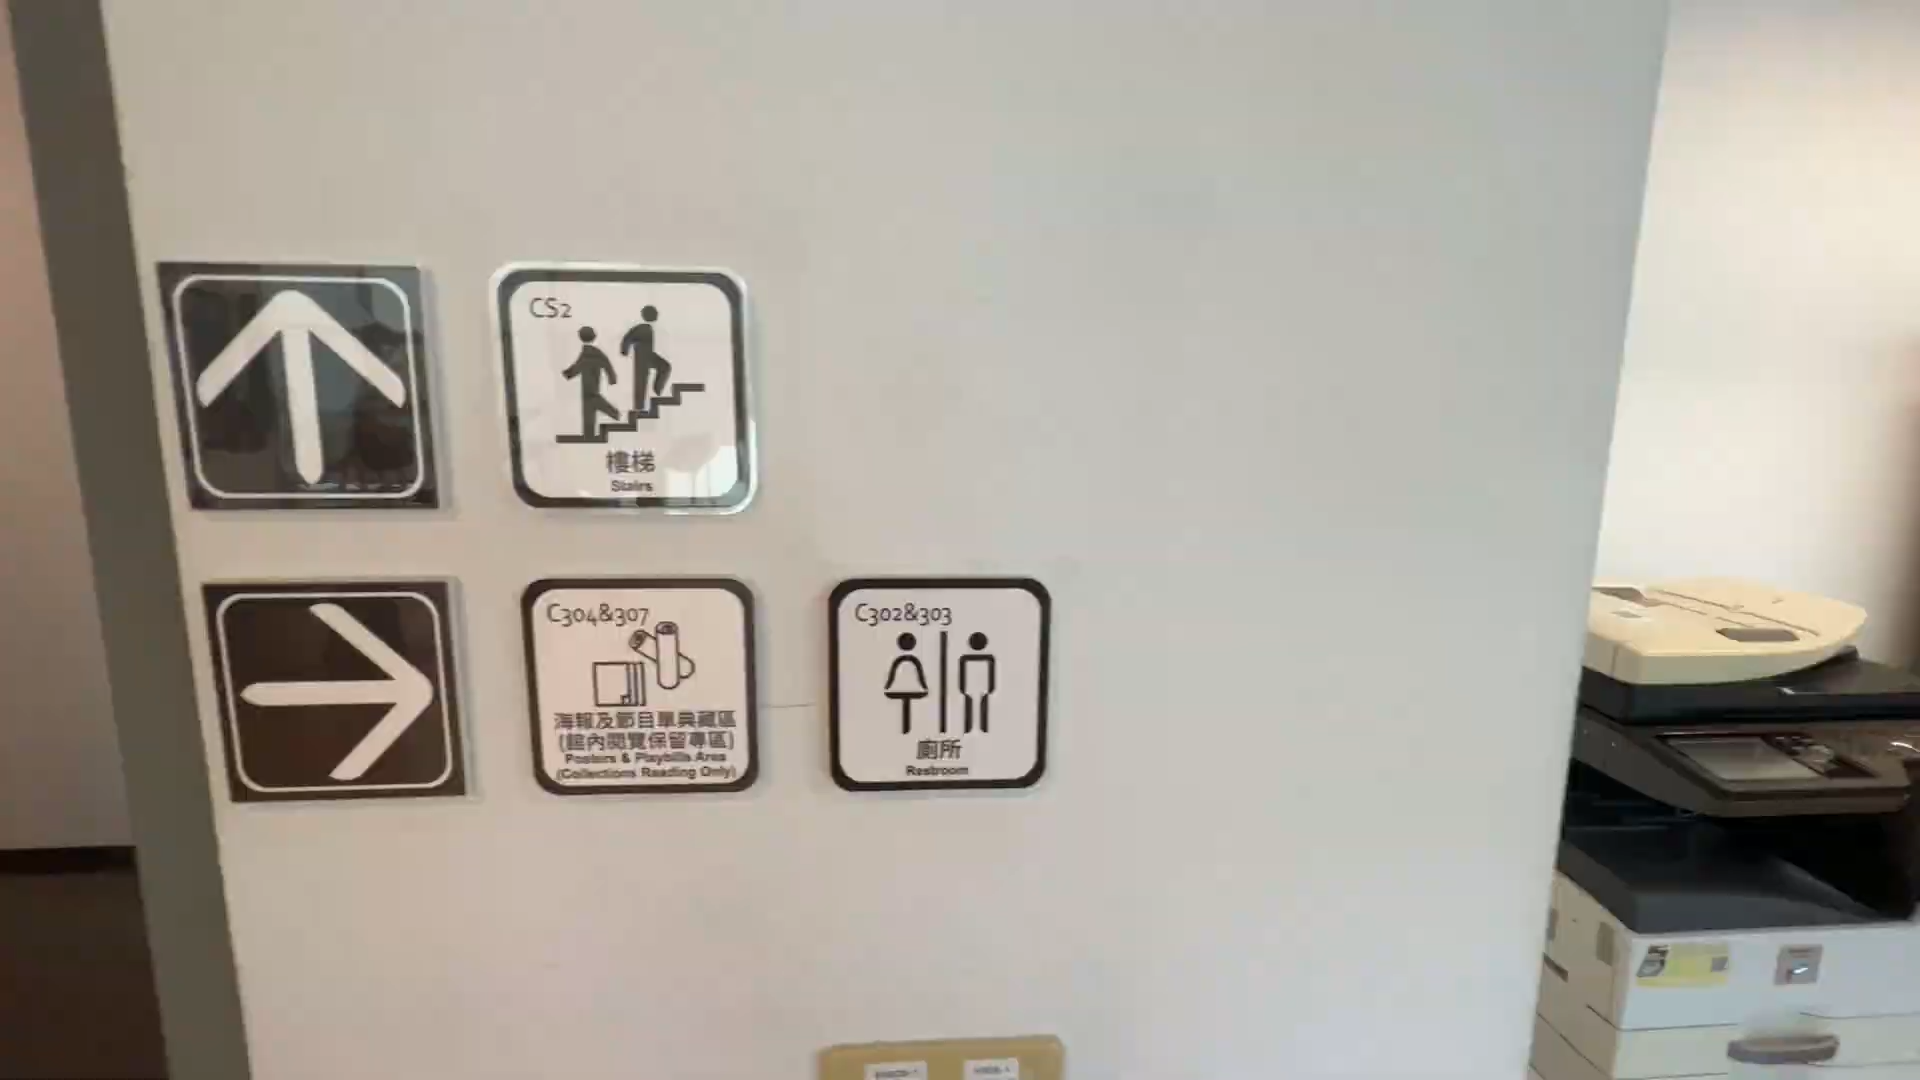 CS2
樓梯
Stairs
C304&307
海報及節目單典藏區
(館內閱覽保留專區)
Posters & Playbills Area
(Collections Reading Only)
C302&303
廁所
Restroom